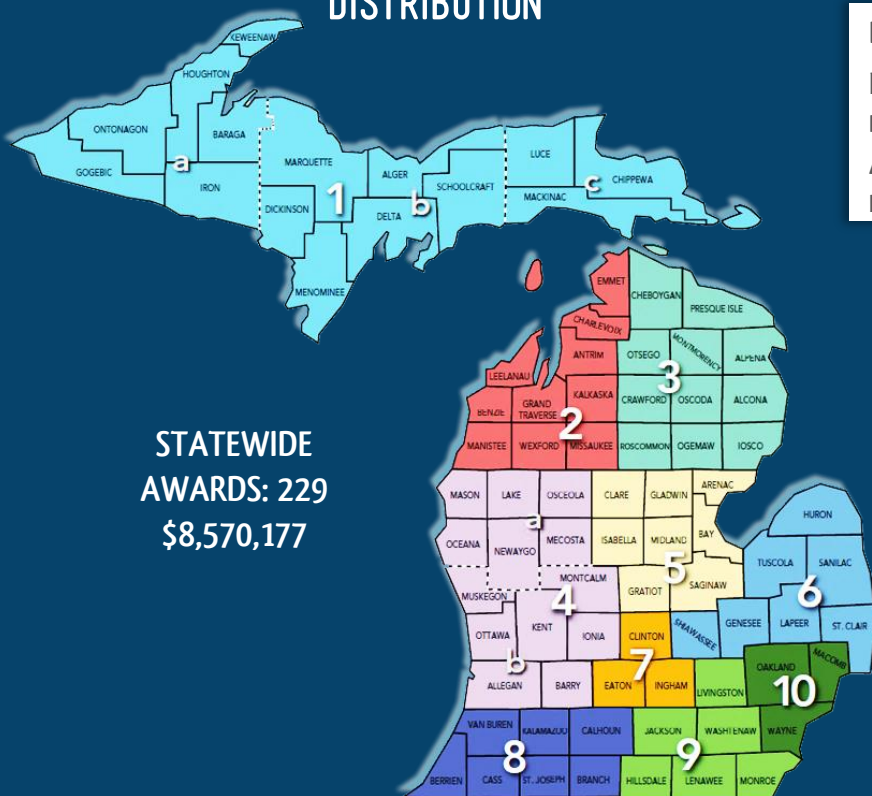 DISTRIBUTION
KEWEENAW
HOUGHTON
ONTONAGON
BARAGA
a
GOGEBIC
IRON
MARQUETTE
1
ALGER
LUCE
c
CHIPPEWA
b
SCHOOLCRAFT
MACKINAC
DICKINSON
DELTA
MENOMINEE
EMMET
CHEBOYGAN
PRESQUE ISLE
CHARLEVOIX
ANTRIM
OTSEGO
MONTMORENCY
ALPENA
3
LEELANAU
KALKASKA
CRAWFORD
OSCODA
ALCONA
BENZIE
GRAND
TRAVERSE
2
MANISTEE
WEXFORD
MISSAUKEE
ROSCOMMON
OGEMAW
IOSCO
STATEWIDE
AWARDS: 229
$8,570,177
MASON
LAKE
OSCEOLA
CLARE
GLADWIN
ARENAC
a
OCEANA
NEWAYGO
MECOSTA
ISABELLA
MIDLAND
BAY
HURON
5
TUSCOLA
SANILAC
MONTCALM
GRATIOT
SAGINAW
6
MUSKEGON
4
OTTAWA
KENT
IONIA
CLINTON
SHIAWASSEE
GENESEE
LAPEER
ST. CLAIR
b
7
ALLEGAN
BARRY
EATON
INGHAM
LIVINGSTON
OAKLAND
MACOMB
10
VAN BUREN
KALAMAZOO
CALHOUN
JACKSON
WASHTENAW
WAYNE
8
9
BERRIEN
CASS
ST. JOSEPH
BRANCH
HILLSDALE
LENAWEE
MONROE